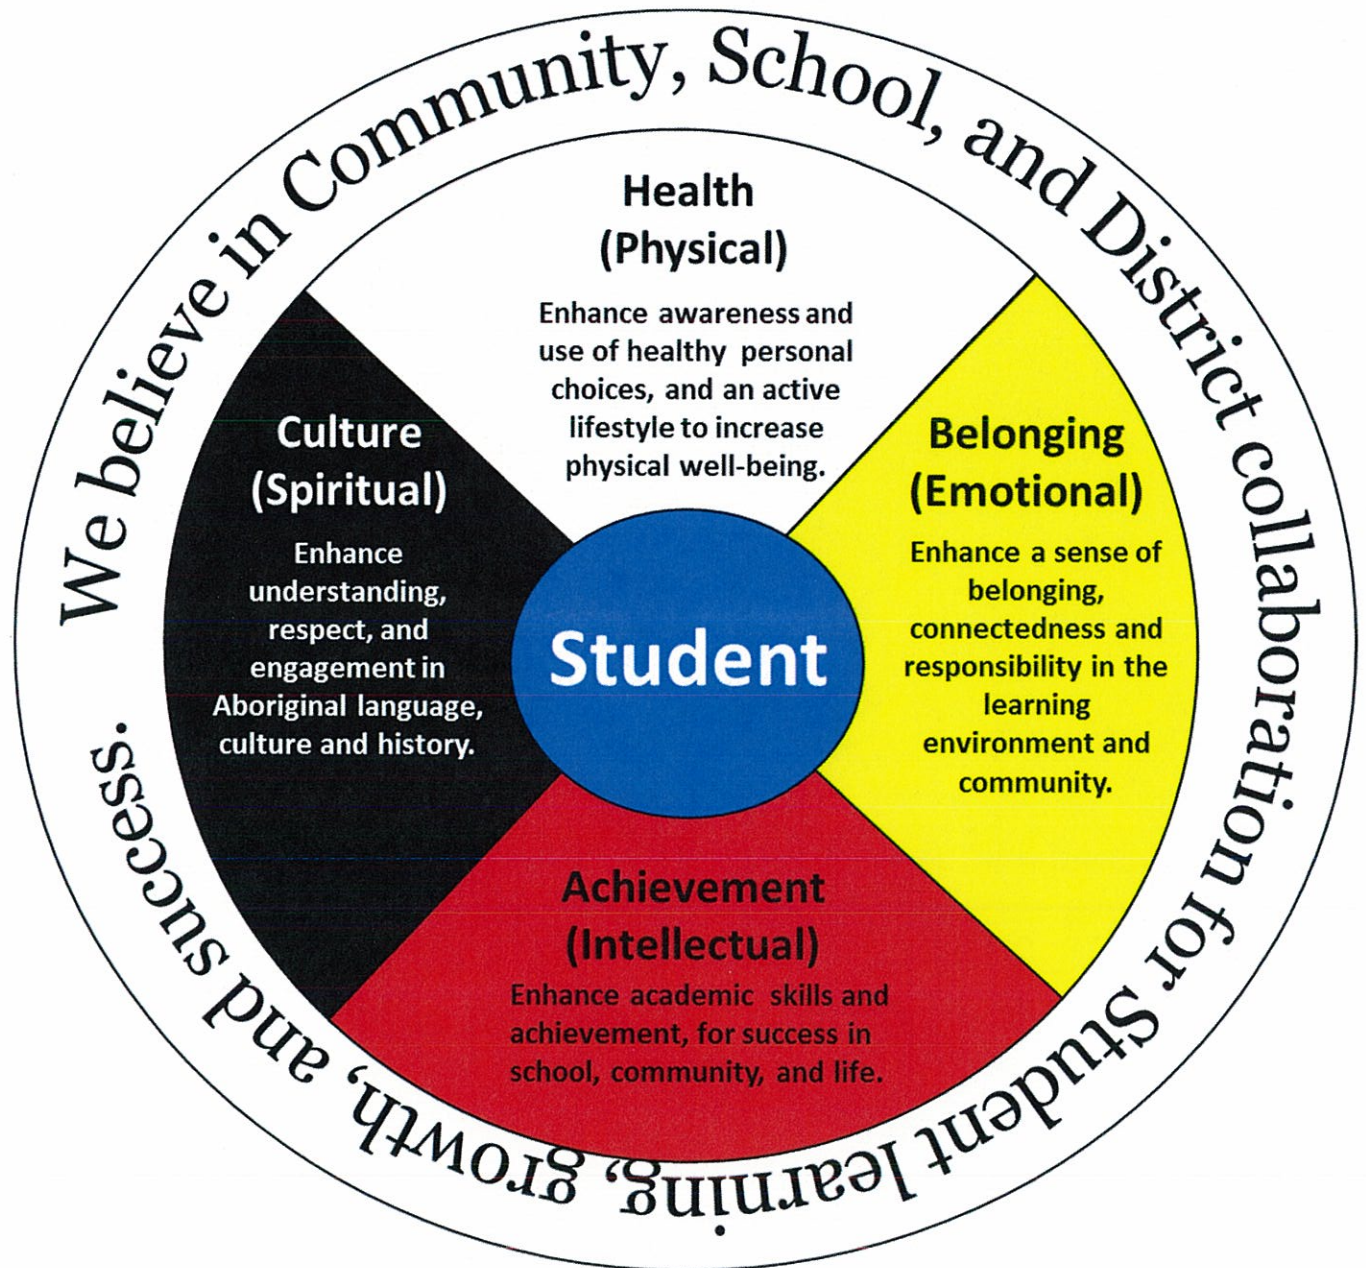 We believe in Community, School, and District collaboration for Student learning, growth, and success.
Health
(Physical)
Enhance awareness and
use of healthy personal
choices, and an active
lifestyle to increase
physical well-being.
Culture
(Spiritual)
Enhance
understanding,
respect, and
engagement in
Aboriginal language,
culture and history.
Student
Belonging
(Emotional)
Enhance a sense of
belonging,
connectedness and
responsibility in the
learning
environment and
community.
Achievement
(Intellectual)
Enhance academic skills and
achievement, for success in
school, community, and life.